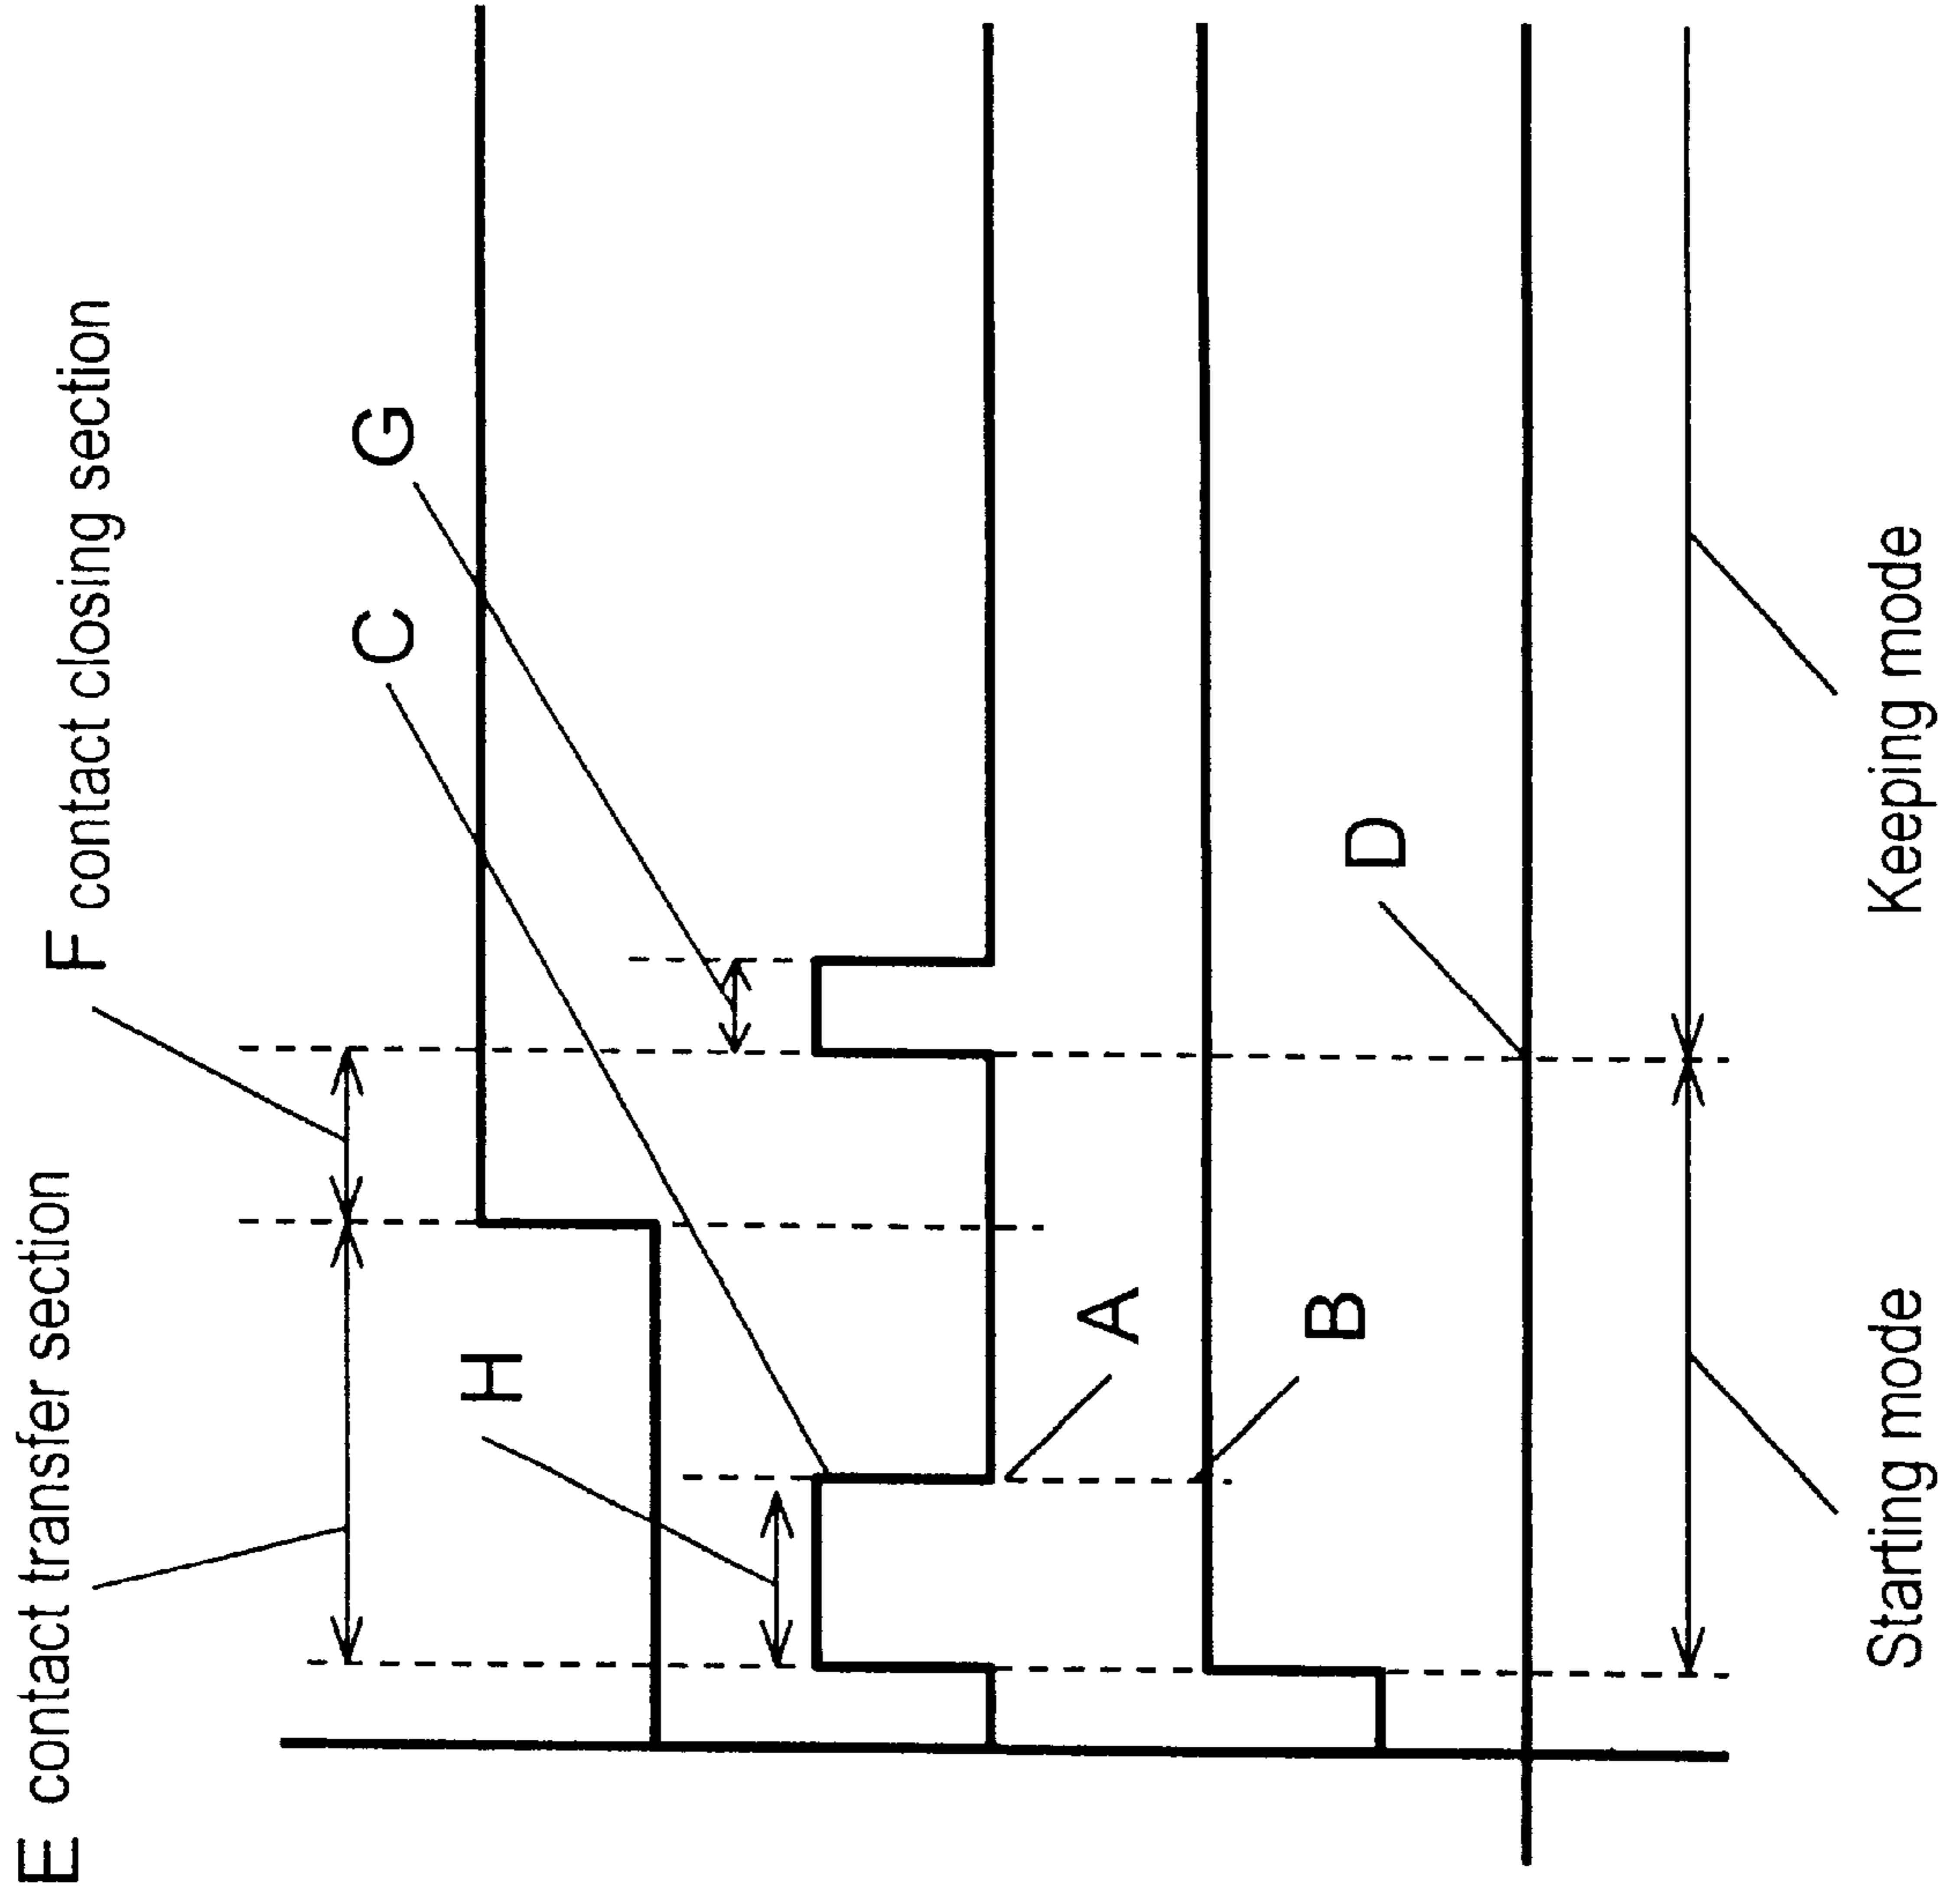 E contact transfer section
F contact closing section
H
C
G
A
B
D
Starting mode
Keeping mode